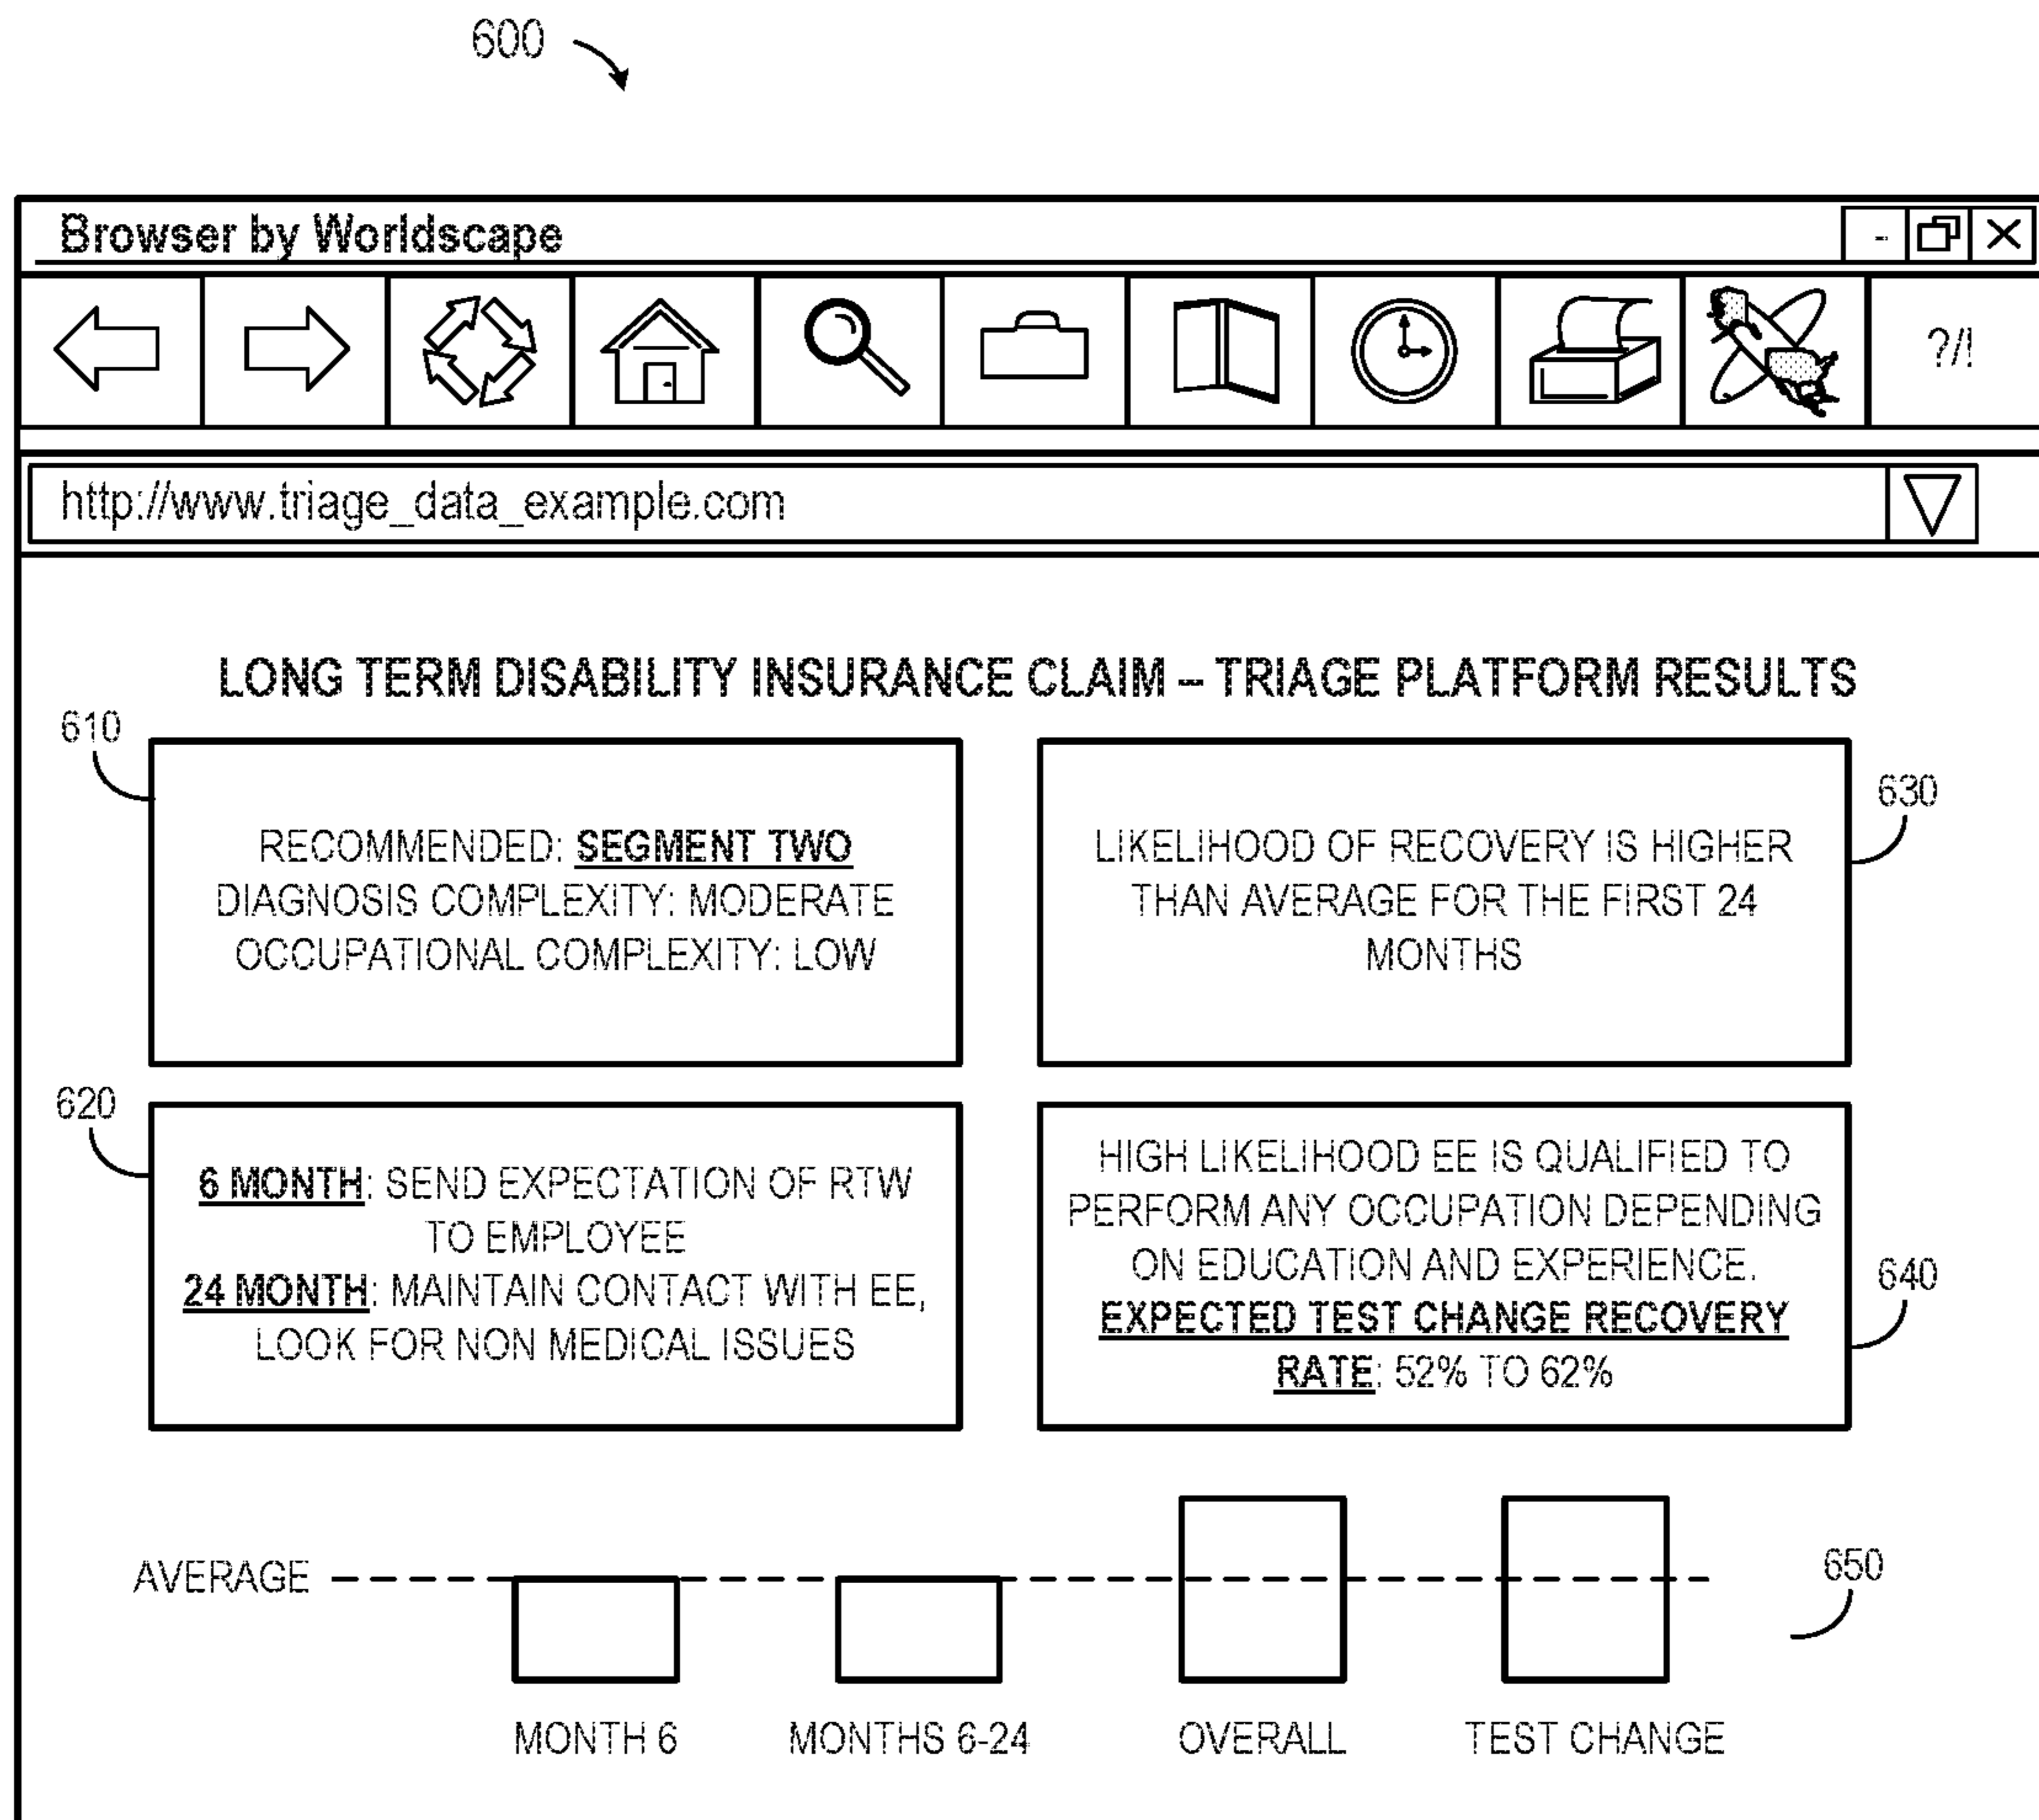 600
Browser by Worldscape
?/!
http://www.triage_data_example.com
LONG TERM DISABILITY INSURANCE CLAIM – TRIAGE PLATFORM RESULTS
610
RECOMMENDED: SEGMENT TWO
DIAGNOSIS COMPLEXITY: MODERATE
OCCUPATIONAL COMPLEXITY: LOW
630
LIKELIHOOD OF RECOVERY IS HIGHER
THAN AVERAGE FOR THE FIRST 24
MONTHS
620
6 MONTH: SEND EXPECTATION OF RTW
TO EMPLOYEE
24 MONTH: MAINTAIN CONTACT WITH EE,
LOOK FOR NON MEDICAL ISSUES
HIGH LIKELIHOOD EE IS QUALIFIED TO
PERFORM ANY OCCUPATION DEPENDING
ON EDUCATION AND EXPERIENCE.
EXPECTED TEST CHANGE RECOVERY
RATE: 52% TO 62%
640
AVERAGE
650
MONTH 6
MONTHS 6-24
OVERALL
TEST CHANGE